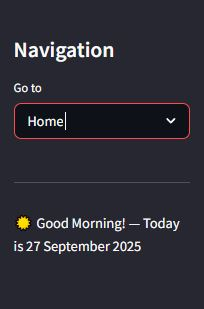 Navigation
Go to
Home
Good Morning! — Today
is 27 September 2025